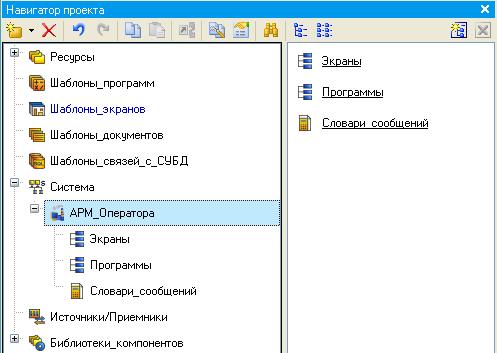 Навигатор проекта
Ресурсы
Шаблоны_программ
Шаблоны_экранов
Шаблоны_документов
Шаблоны_связей_с_СУБД
Система
АРМ_Оператора
Экраны
Программы
Словари_сообщений
Источники/Приемники
Библиотеки_компонентов
Экраны
Программы
Словари_сообщений